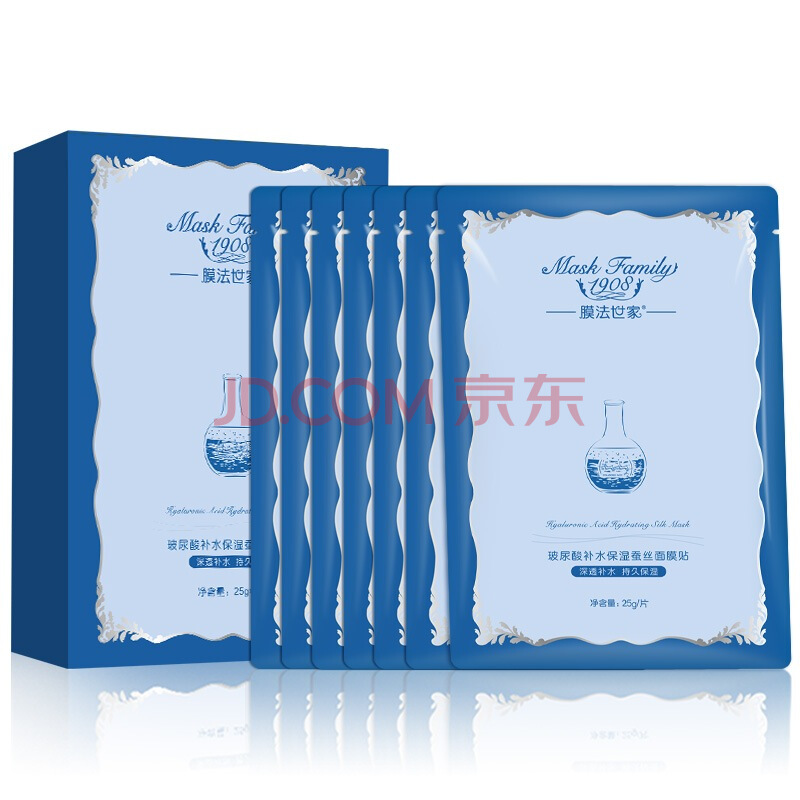 Mask Family
1908
膜法世家
Hyaluronic Acid Hydrating
玻尿酸补水保湿蚕
深透补水 持久
净含量: 25g
Mask Family
1908
膜法世家®
Hyaluronic Acid Hydrating Silk Mask
玻尿酸补水保湿蚕丝面膜贴
深透补水 持久保湿
净含量: 25g/片
JD.COM 京东